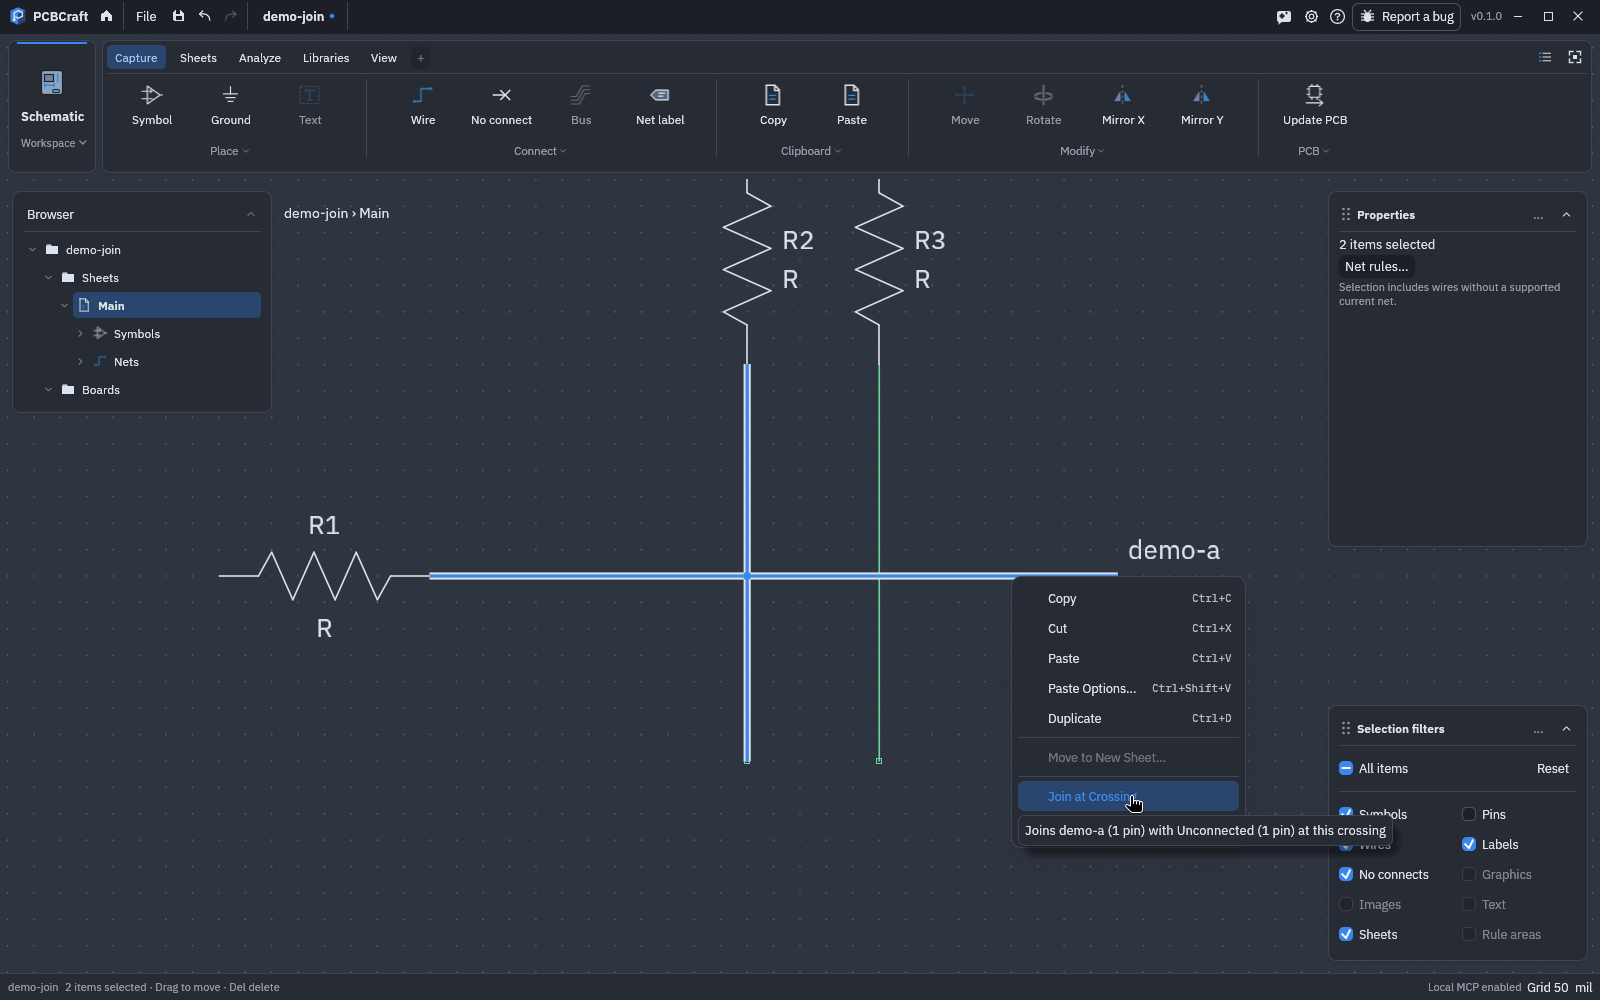 PCBCraft
File
demo-join
Report a bug
v0.1.0
Schematic
Workspace
Capture
Sheets
Analyze
Libraries
View
+
Symbol
Ground
Text
Place
Wire
No connect
Bus
Net label
Connect
Copy
Paste
Clipboard
Move
Rotate
Mirror X
Mirror Y
Modify
Update PCB
PCB
Browser
demo-join
Sheets
Main
Symbols
Nets
Boards
demo-join › Main
R2
R
R3
R
R1
R
demo-a
Copy Ctrl+C
Cut Ctrl+X
Paste Ctrl+V
Paste Options... Ctrl+Shift+V
Duplicate Ctrl+D
Move to New Sheet...
Join at Crossing
Joins demo-a (1 pin) with Unconnected (1 pin) at this crossing
Properties
...
2 items selected
Net rules...
Selection includes wires without a supported
current net.
Selection filters
...
All items
Reset
Symbols
Pins
Wires
Labels
No connects
Graphics
Images
Text
Sheets
Rule areas
demo-join 2 items selected · Drag to move · Del delete
Local MCP enabled Grid 50 mil